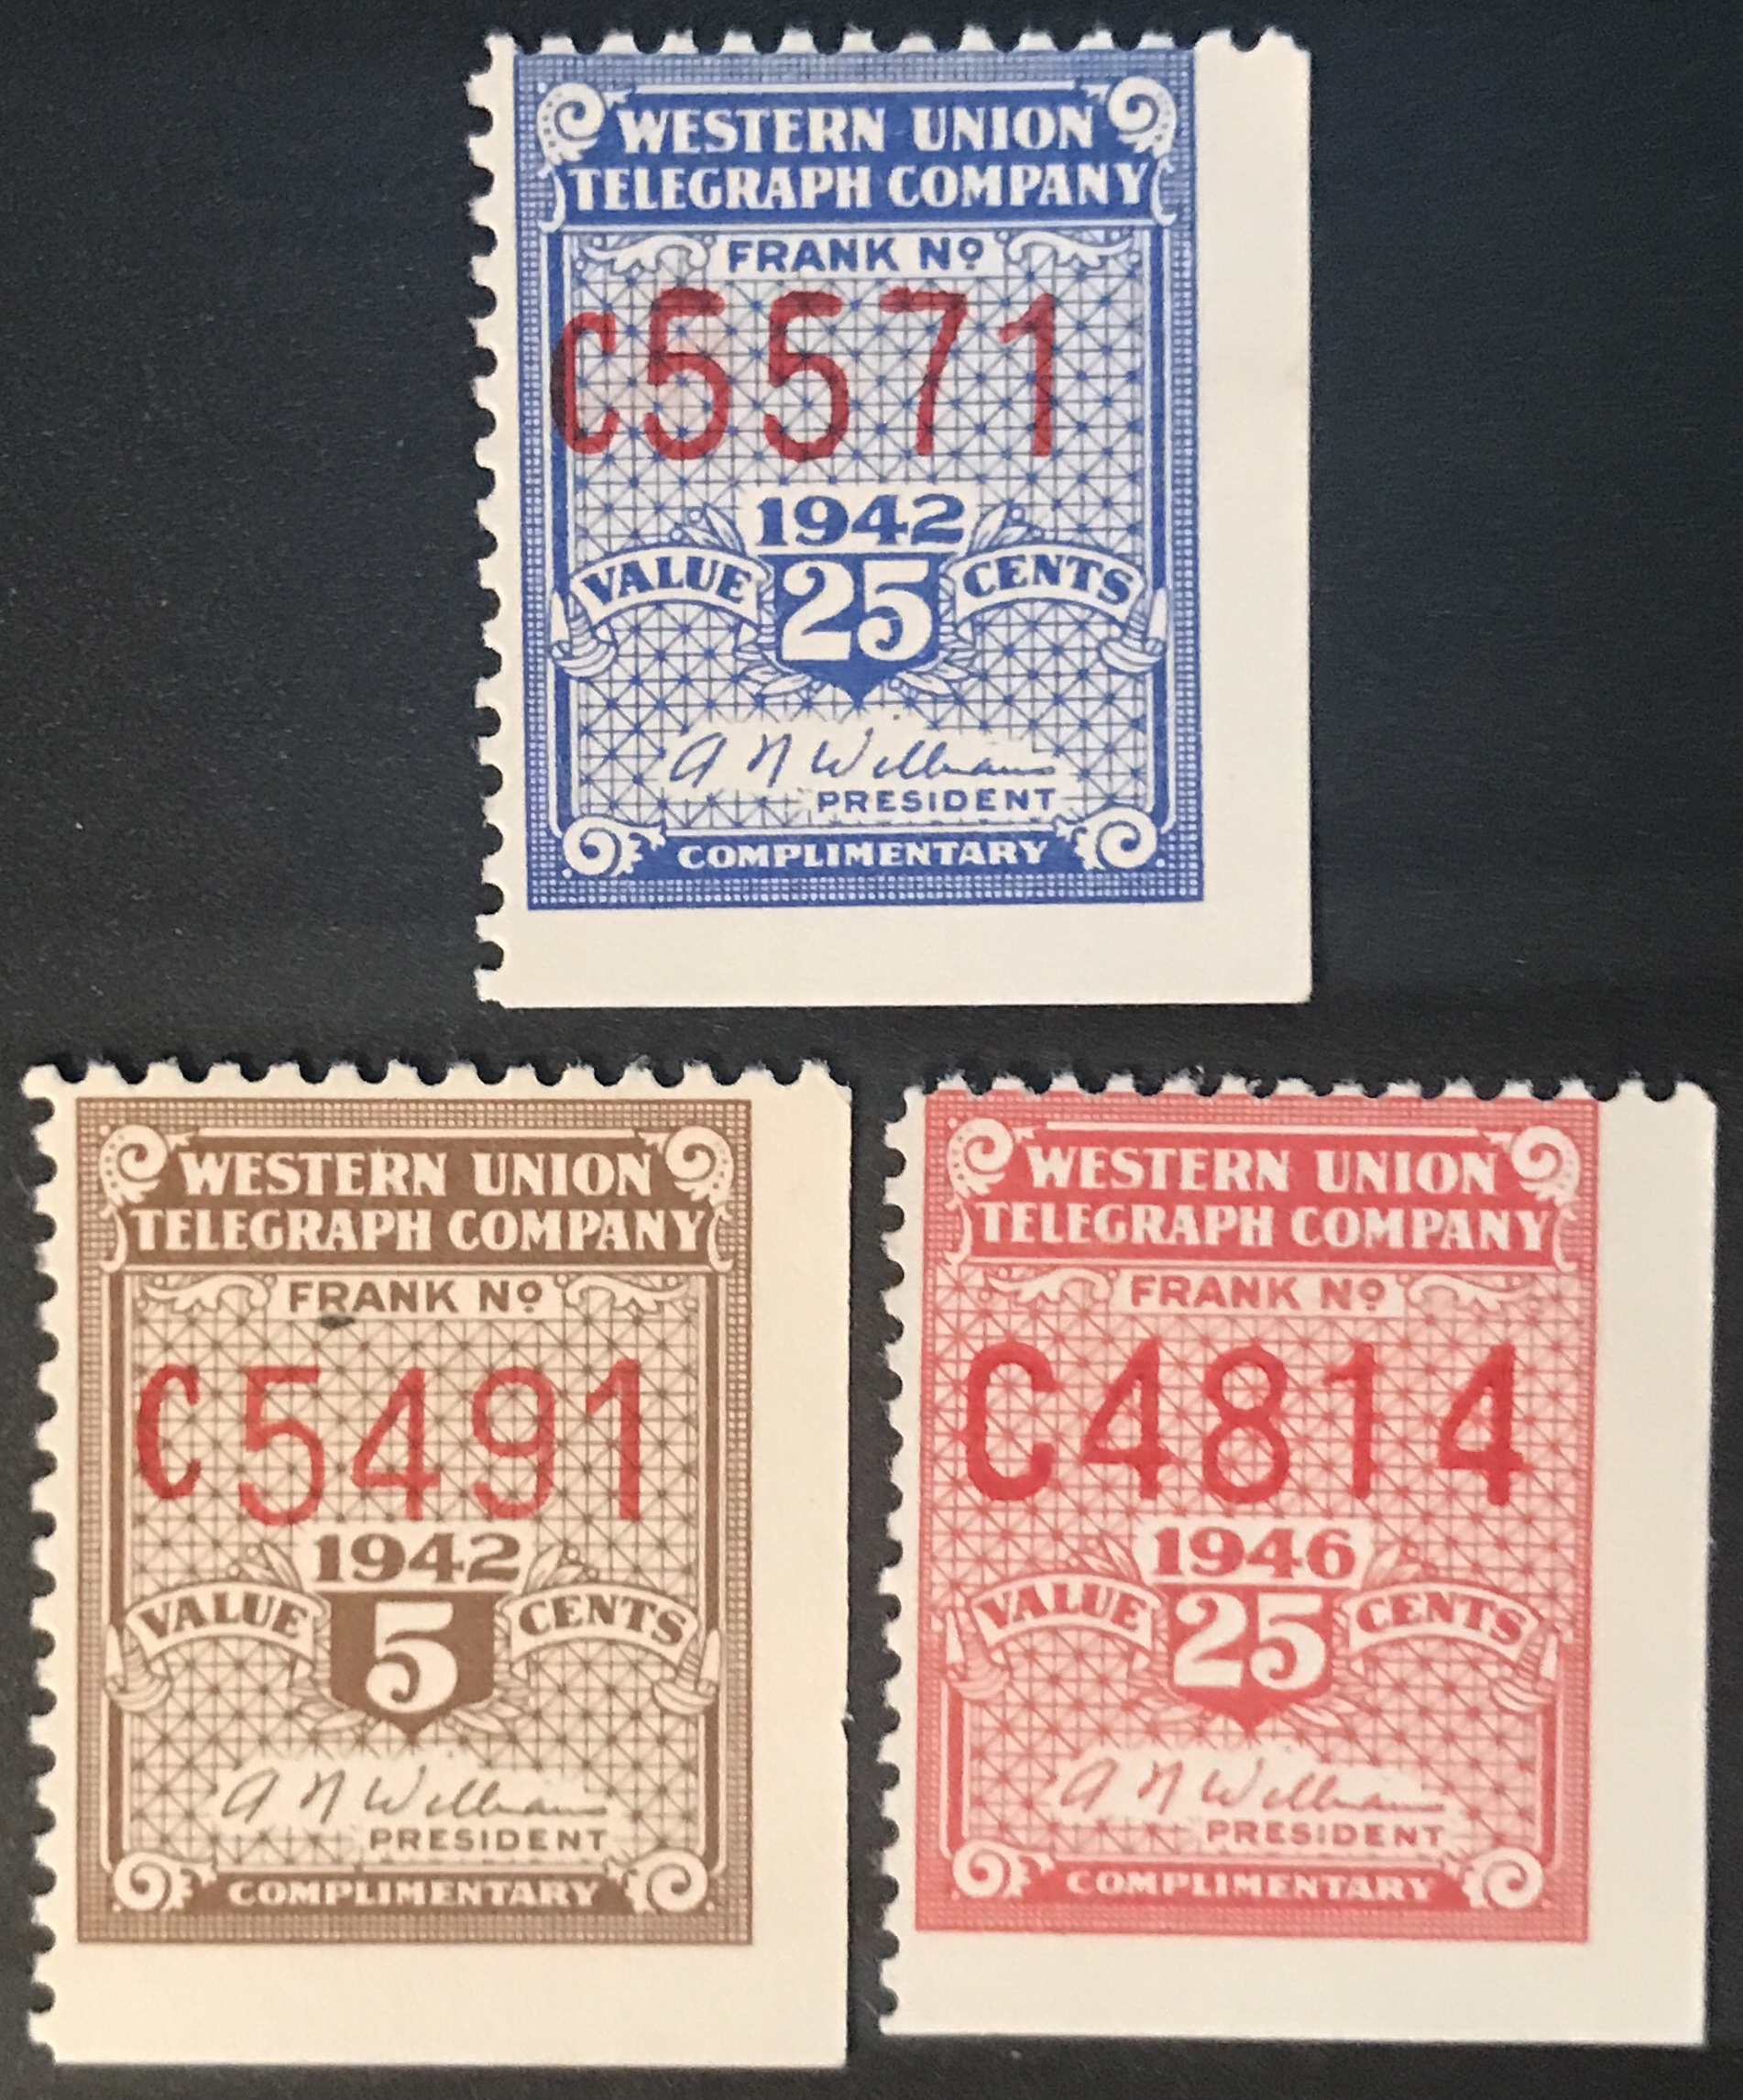 WESTERN UNION
TELEGRAPH COMPANY
FRANK Nº
C5571
1942
VALUE 25 CENTS
A N Williams
PRESIDENT
COMPLIMENTARY
WESTERN UNION
TELEGRAPH COMPANY
FRANK Nº
C5491
1942
VALUE 5 CENTS
A N Williams
PRESIDENT
COMPLIMENTARY
WESTERN UNION
TELEGRAPH COMPANY
FRANK Nº
C4814
1946
VALUE 25 CENTS
A N Williams
PRESIDENT
COMPLIMENTARY